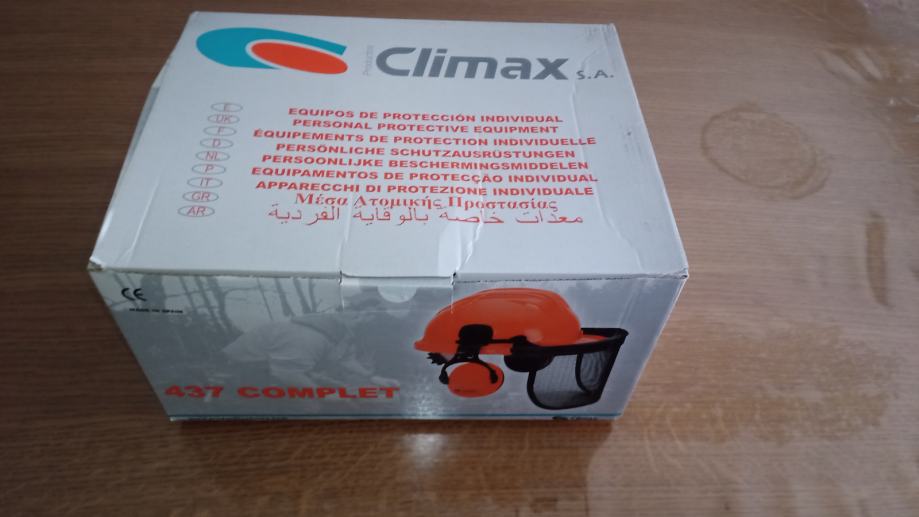 Productos Climax S.A.
E EQUIPOS DE PROTECCIÓN INDIVIDUAL
UK PERSONAL PROTECTIVE EQUIPMENT
F ÉQUIPEMENTS DE PROTECTION INDIVIDUELLE
D PERSÖNLICHE SCHUTZAUSRÜSTUNGEN
NL PERSOONLIJKE BESCHERMINGSMIDDELEN
P EQUIPAMENTOS DE PROTECÇÃO INDIVIDUAL
IT APPARECCHI DI PROTEZIONE INDIVIDUALE
GR Μέσα Ατομικής Προστασίας
AR معدات خاصة بالوقاية الفردية
CE
MADE IN SPAIN
437 COMPLET